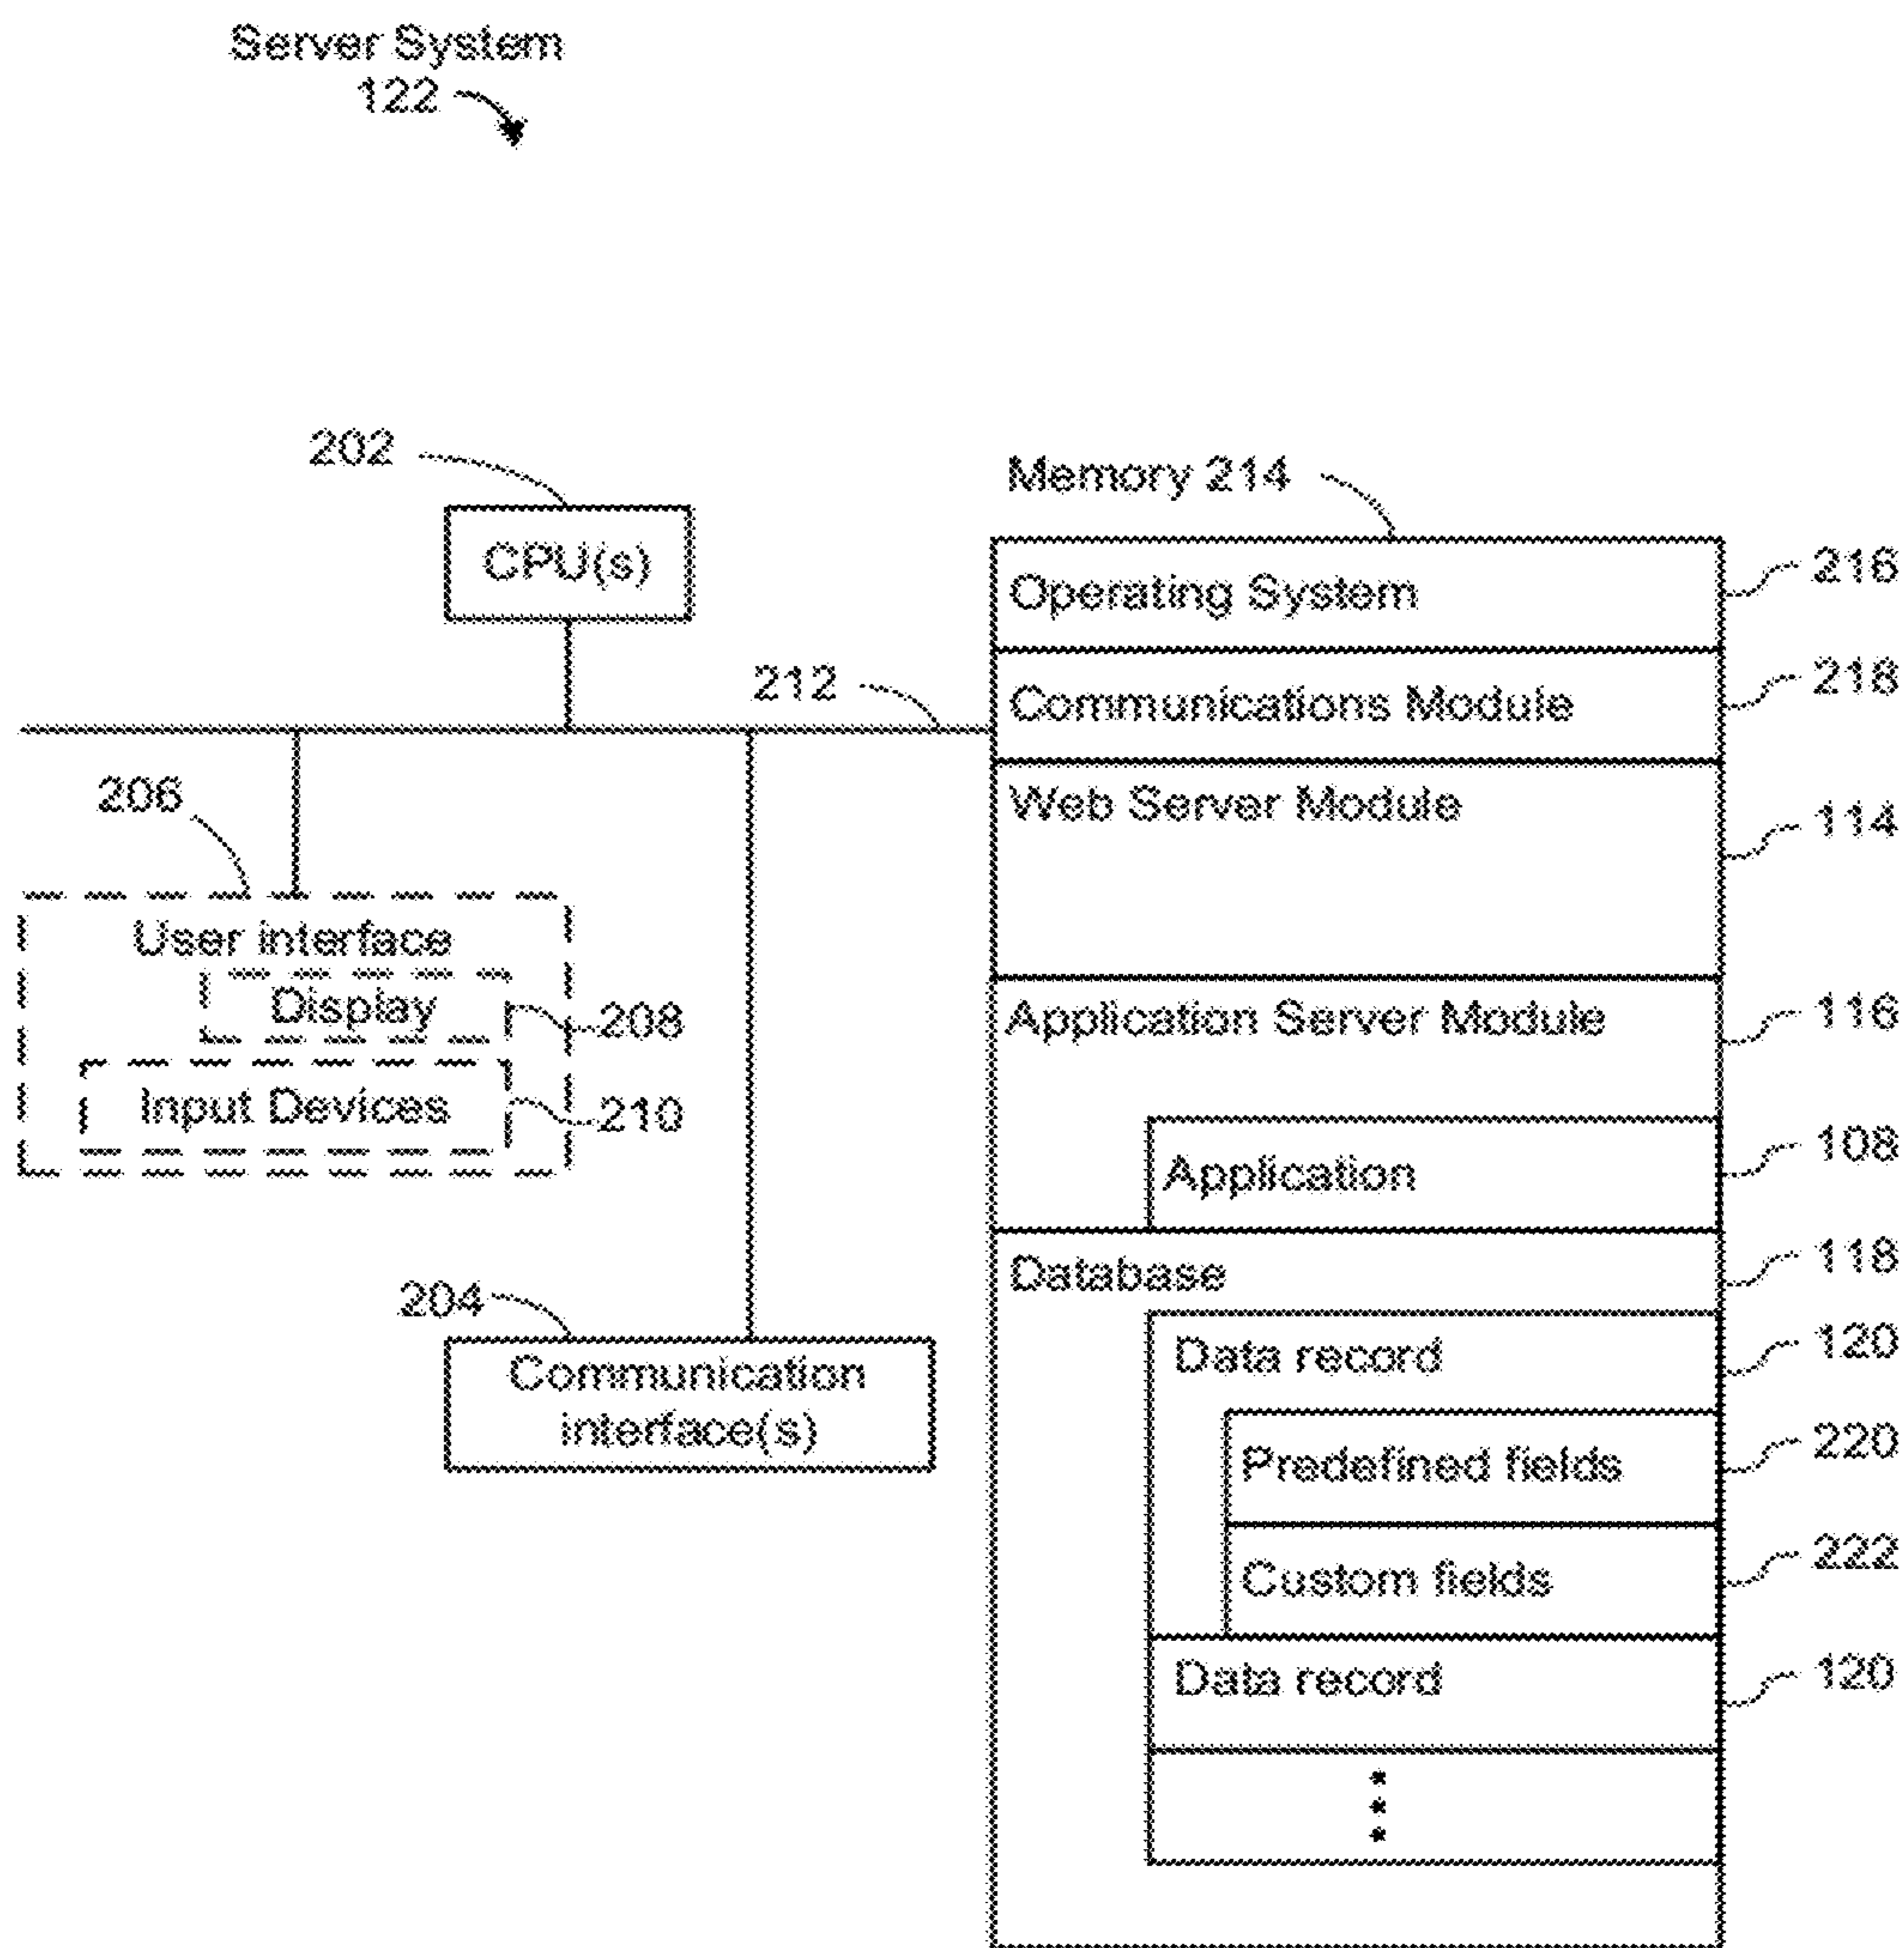 Server System
122
202
CPU(s)
212
206
User interface
Display
208
Input Devices
210
204
Communication
interface(s)
Memory 214
Operating System
216
Communications Module
218
Web Server Module
114
Application Server Module
116
Application
108
Database
118
Data record
120
Predefined fields
220
Custom fields
222
Data record
120